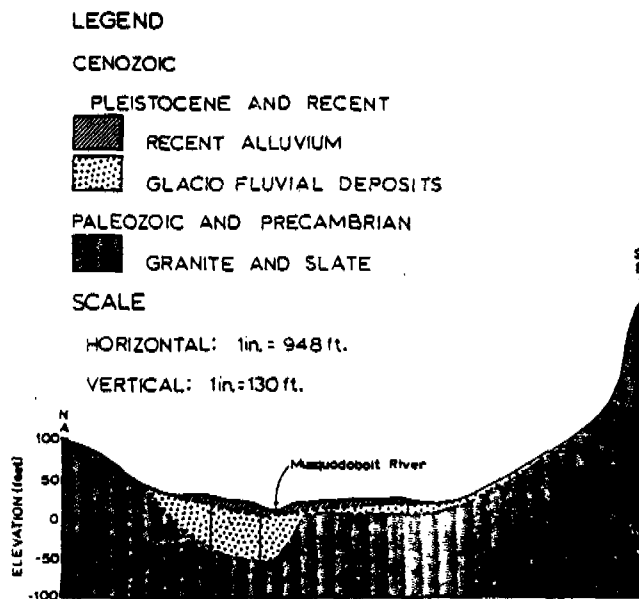 LEGEND
CENOZOIC
PLEISTOCENE AND RECENT
RECENT ALLUVIUM
GLACIO FLUVIAL DEPOSITS
PALEOZOIC AND PRECAMBRIAN
GRANITE AND SLATE
SCALE
HORIZONTAL: 1in. = 948 ft.
VERTICAL: 1in.=130 ft.
S
N
A
100
50
0
-50
-100
ELEVATION (feet)
Musquodoboit River